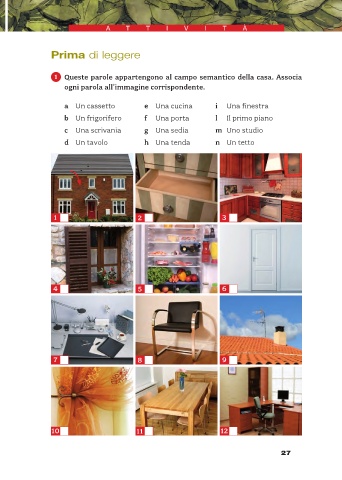 ATTIVITÀ
Prima di leggere
1 Queste parole appartengono al campo semantico della casa. Associa
ogni parola all'immagine corrispondente.
a Un cassetto e Una cucina i Una finestra
b Un frigorifero f Una porta l Il primo piano
c Una scrivania g Una sedia m Uno studio
d Un tavolo h Una tenda n Un tetto
1 2 3
4 5 6
7 8 9
10 11 12
27